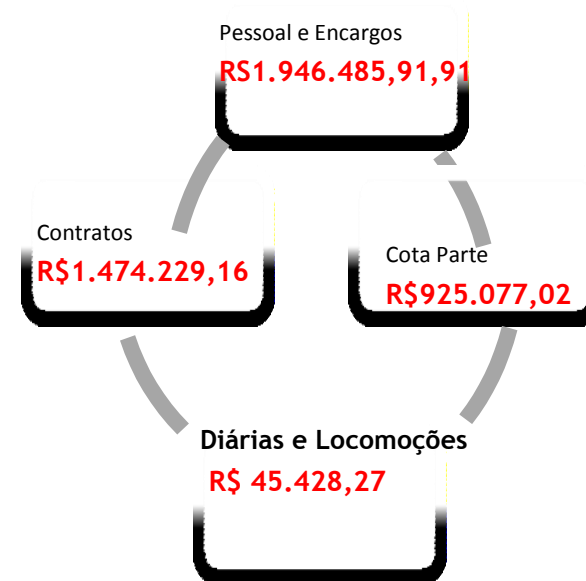 Pessoal e Encargos
RS1.946.485,91,91
Contratos
R$1.474.229,16
Cota Parte
R$925.077,02
Diárias e Locomoções
R$ 45.428,27